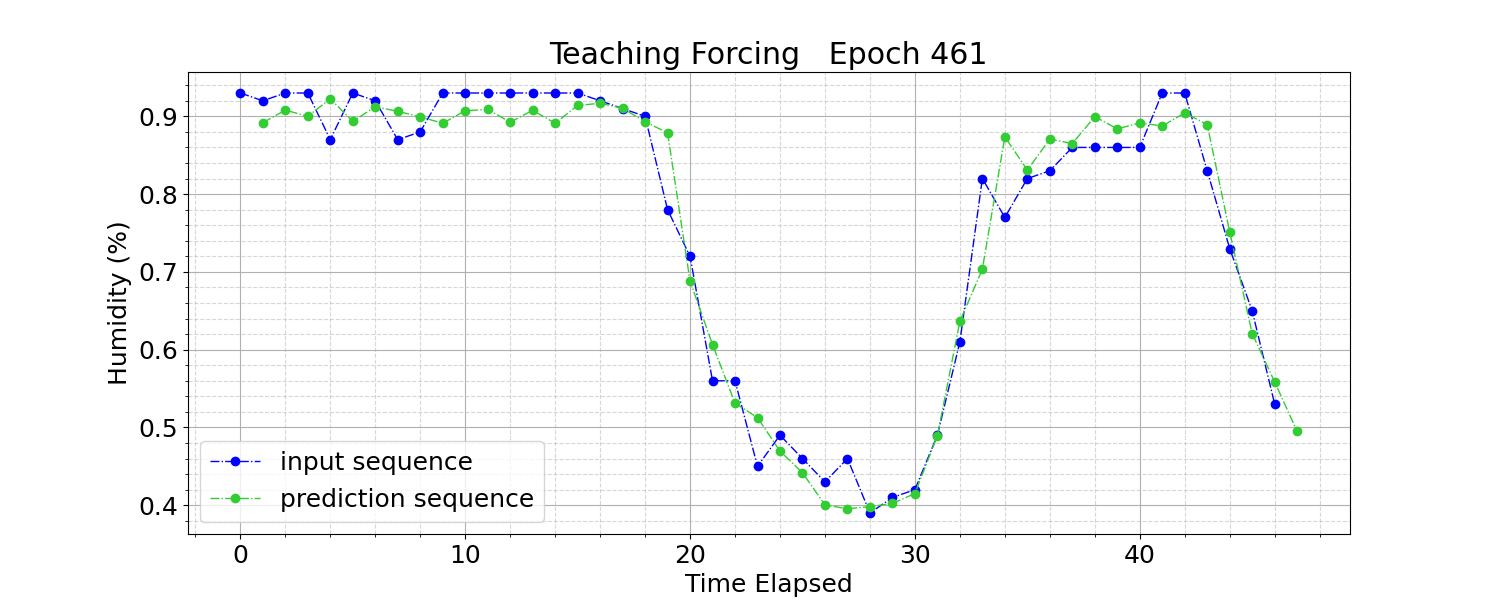 Teaching Forcing   Epoch 461
Humidity (%)
0.9
0.8
0.7
0.6
0.5
0.4
input sequence
prediction sequence
0 10 20 30 40
Time Elapsed